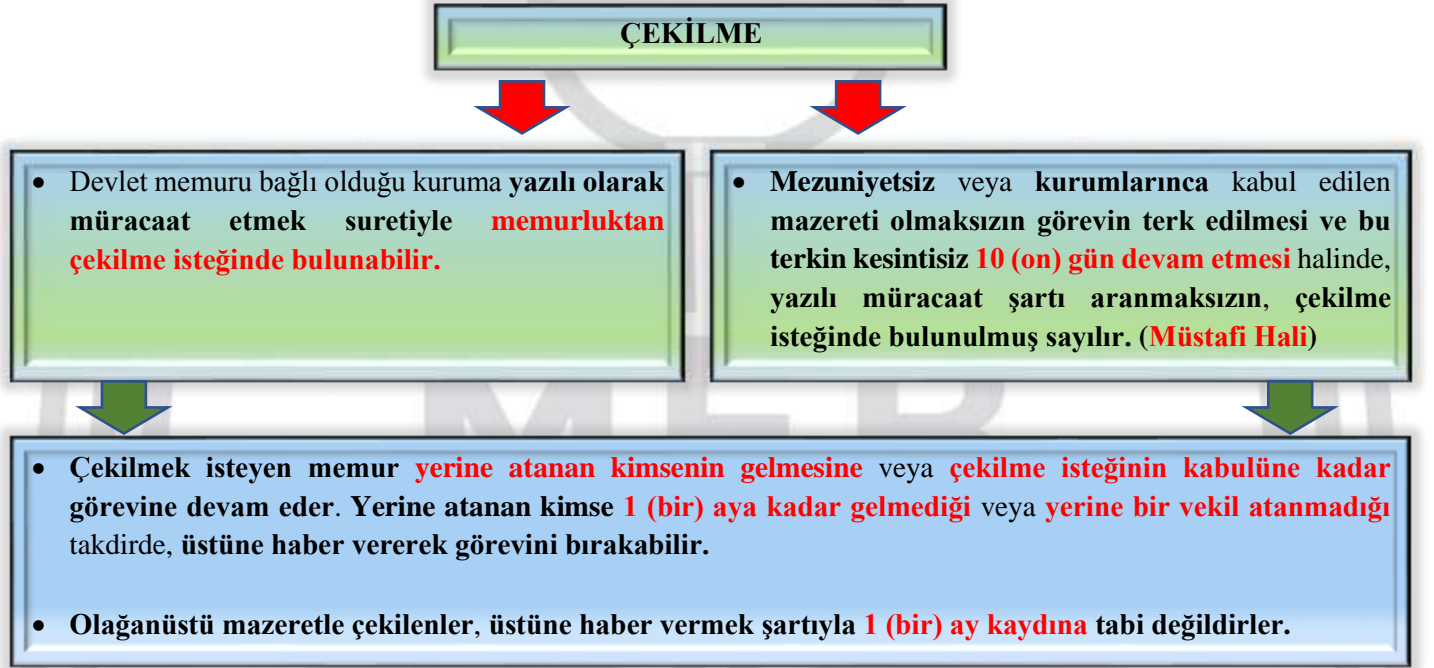 ÇEKİLME
• Devlet memuru bağlı olduğu kuruma yazılı olarak
müracaat etmek suretiyle memurluktan
çekilme isteğinde bulunabilir.
• Mezuniyetsiz veya kurumlarınca kabul edilen
mazereti olmaksızın görevin terk edilmesi ve bu
terkin kesintisiz 10 (on) gün devam etmesi halinde,
yazılı müracaat şartı aranmaksızın, çekilme
isteğinde bulunulmuş sayılır. (Müstafi Hali)
• Çekilmek isteyen memur yerine atanan kimsenin gelmesine veya çekilme isteğinin kabulüne kadar
görevine devam eder. Yerine atanan kimse 1 (bir) aya kadar gelmediği veya yerine bir vekil atanmadığı
takdirde, üstüne haber vererek görevini bırakabilir.
• Olağanüstü mazeretle çekilenler, üstüne haber vermek şartıyla 1 (bir) ay kaydına tabi değildirler.
MEB